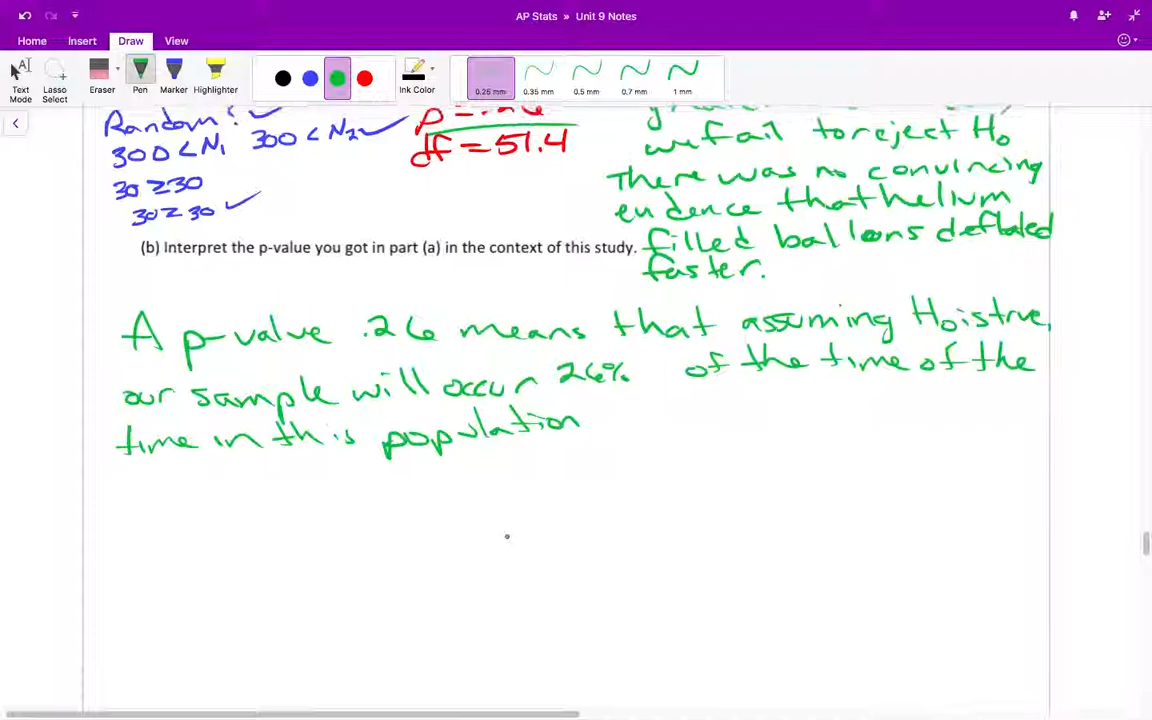 AP Stats » Unit 9 Notes
Home Insert Draw View
Text Mode
Lasso Select
Eraser
Pen
Marker
Highlighter
Ink Color
0.25 mm
0.35 mm
0.5 mm
0.7 mm
1 mm
Random?
300 < N1 300 < N2
30 ≥ 30
30 ≥ 30
df = 51.4
we fail to reject Ho
There was no convincing
evidence that helium
filled balloons deflated
faster.
(b) Interpret the p-value you got in part (a) in the context of this study.
A p-value .26 means that assuming Ho is true,
our sample will occur 26% of the time of the
time in this population